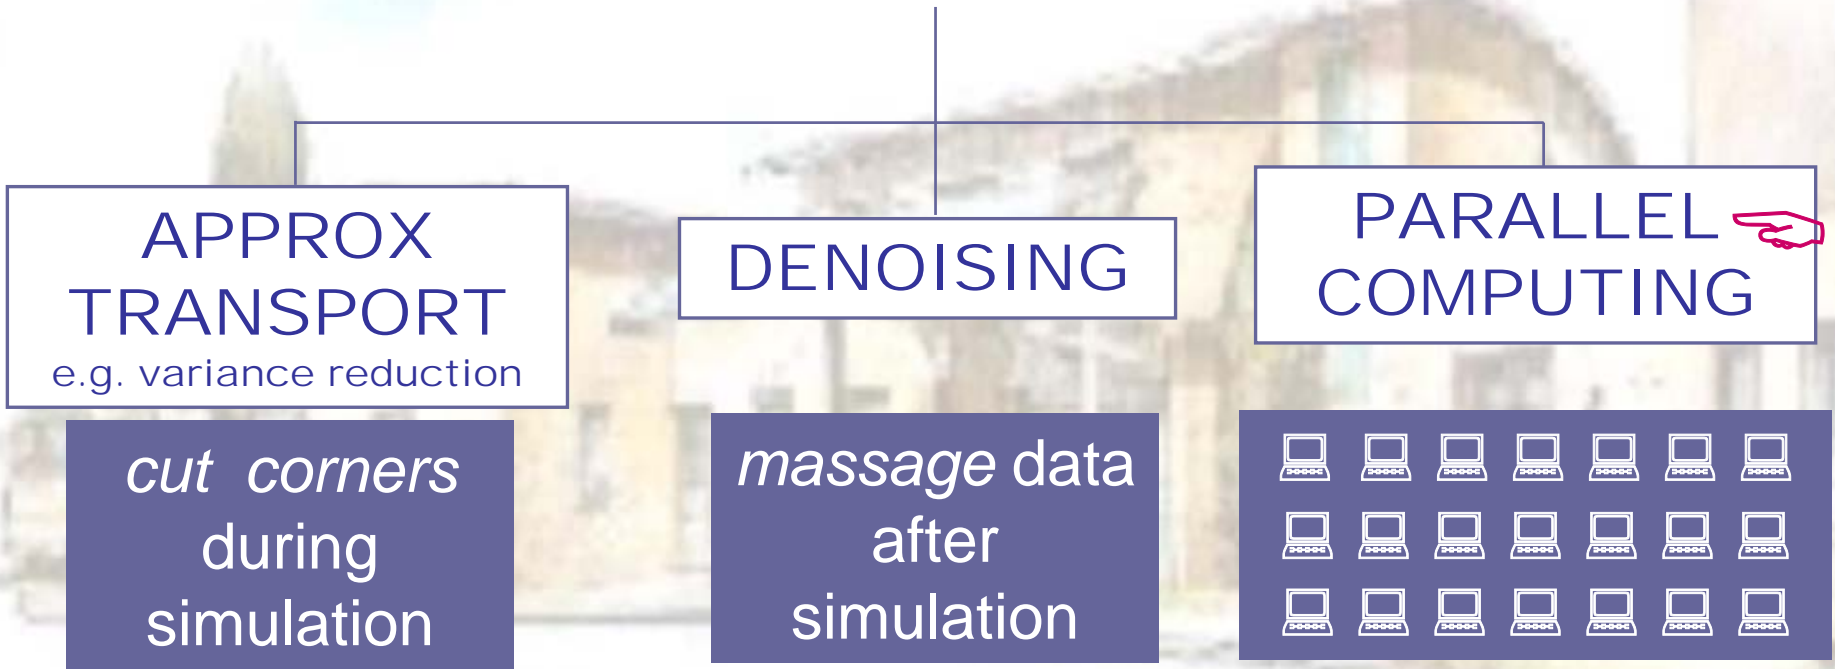 APPROX
TRANSPORT
e.g. variance reduction
cut corners
during
simulation
DENOISING
massage data
after
simulation
PARALLEL
COMPUTING